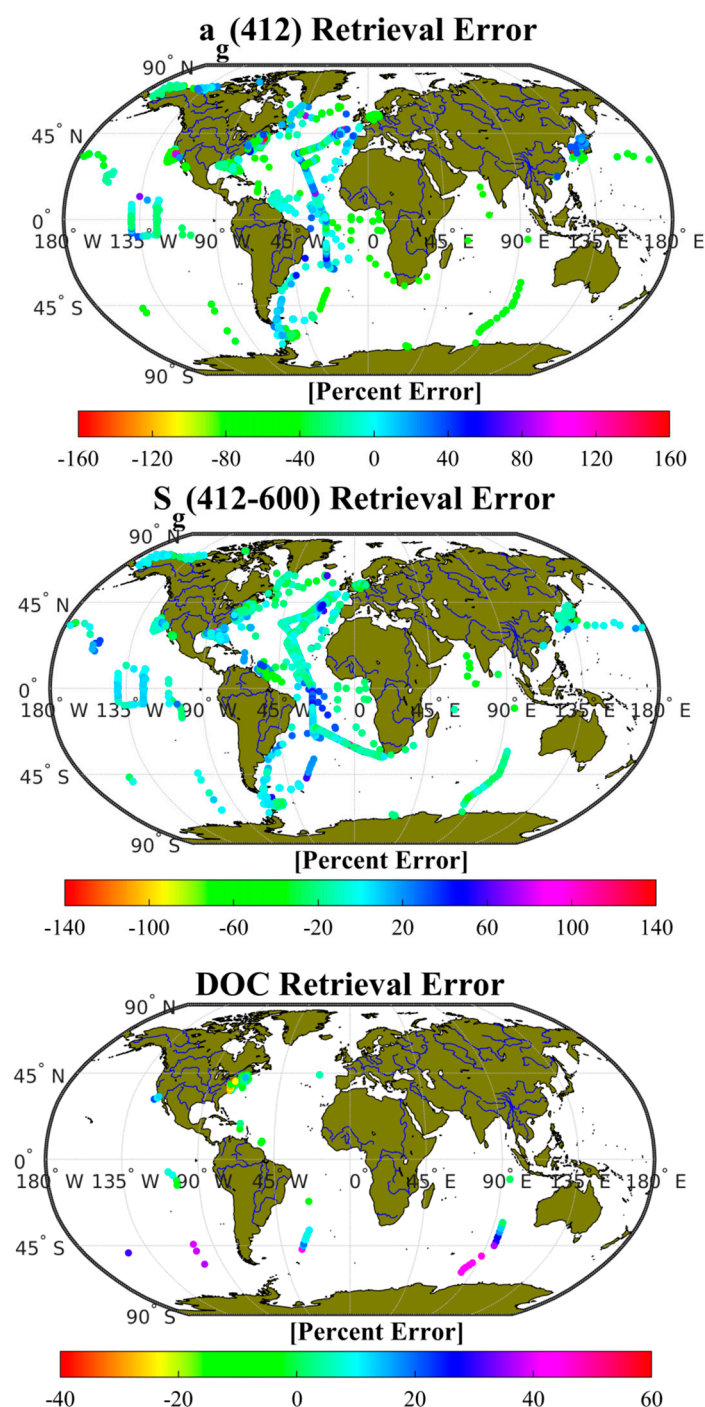 a_g(412) Retrieval Error
90° N
45° N
0°
180° W 135° W 90° W 45° W 0° E 45° E 90° E 135° E 180° E
45° S
90° S
[Percent Error]
-160 -120 -80 -40 0 40 80 120 160
S_g(412-600) Retrieval Error
90° N
45° N
0°
180° W 135° W 90° W 45° W 0° E 45° E 90° E 135° E 180° E
45° S
90° S
[Percent Error]
-140 -100 -60 -20 20 60 100 140
DOC Retrieval Error
90° N
45° N
0°
180° W 135° W 90° W 45° W 0° E 45° E 90° E 135° E 180° E
45° S
90° S
[Percent Error]
-40 -20 0 20 40 60